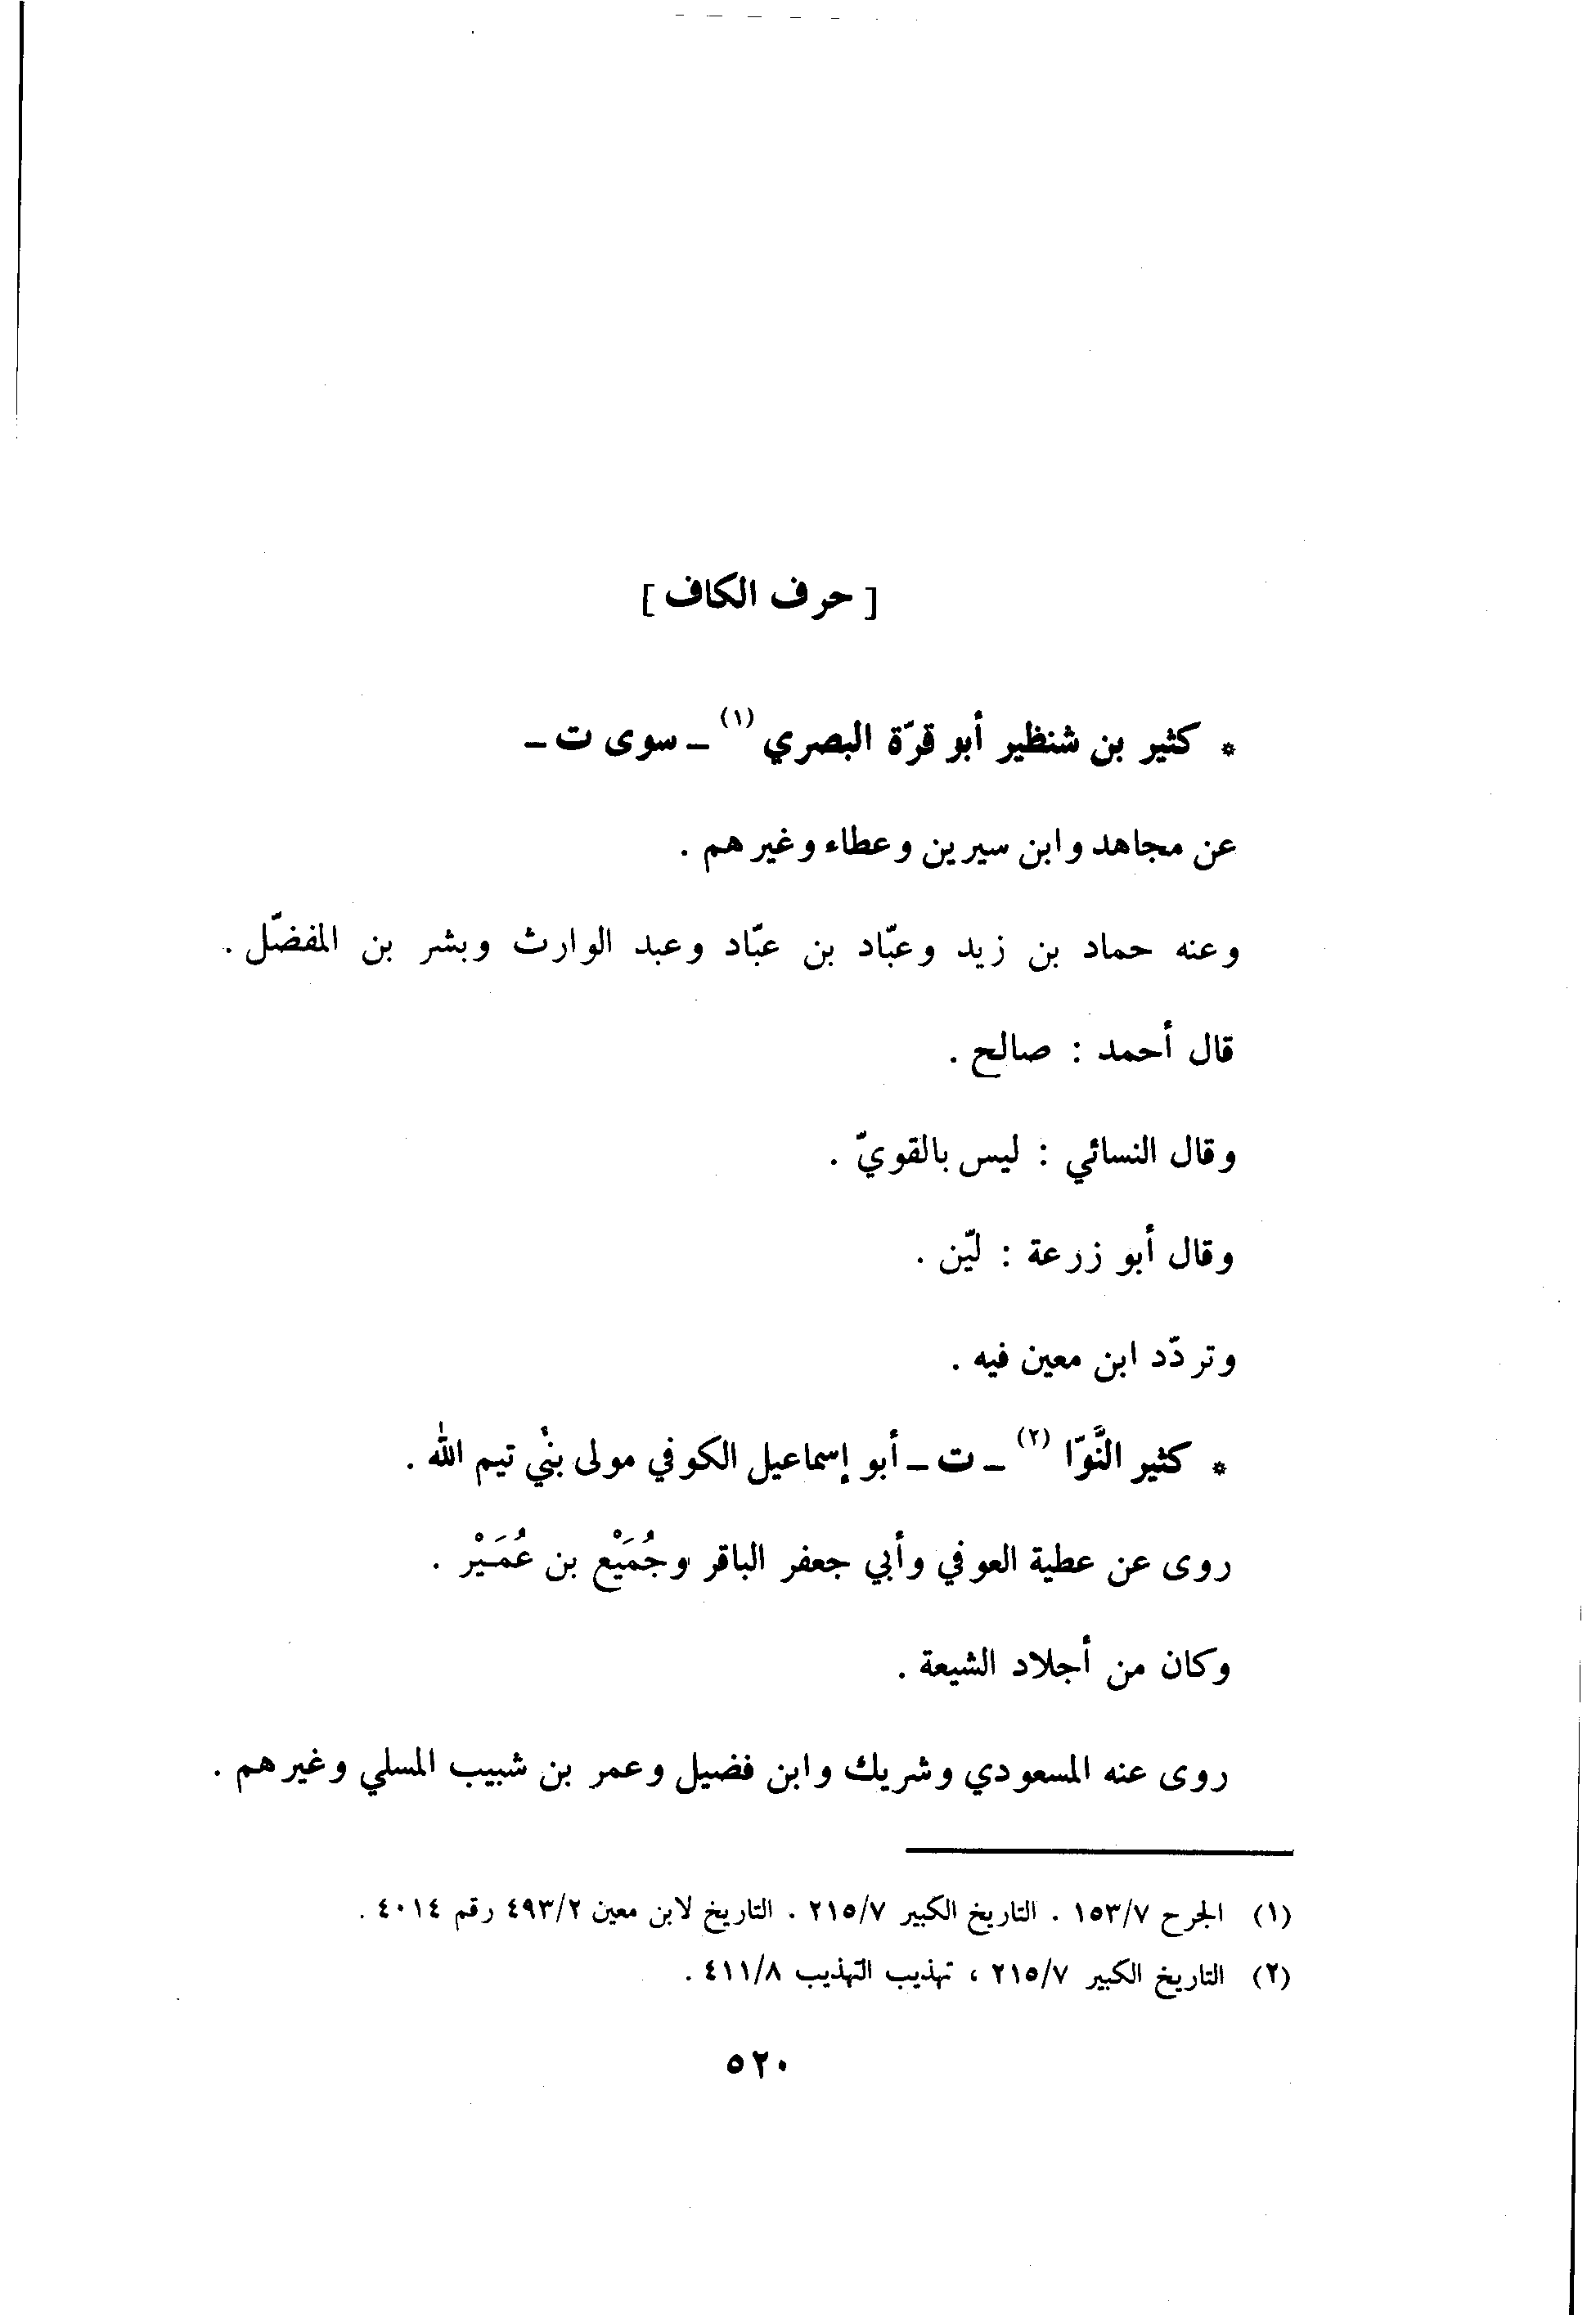 [ حرف الكاف ]
* كثير بن شنظير أبو قرّة البصري (١) ـ سوى ت ـ
عن مجاهد وابن سيرين وعطاء وغيرهم .
وعنه حماد بن زيد وعبّاد بن عبّاد وعبد الوارث وبشر بن المفضّل .
قال أحمد : صالح .
وقال النسائي : ليس بالقويّ .
وقال أبو زرعة : ليّن .
وتردّد ابن معين فيه .
* كثير النَّوّا (٢) ـ ت ـ أبو إسماعيل الكوفي مولى بني تيم الله .
روى عن عطية العوفي وأبي جعفر الباقر وجُمَيْع بن عُمَيْر .
وكان من أجلاد الشيعة .
روى عنه المسعودي وشريك وابن فضيل وعمر بن شبيب المسلي وغيرهم .
(١) الجرح ١٥٣/٧ . التاريخ الكبير ٢١٥/٧ . التاريخ لابن معين ٤٩٣/٢ رقم ٤٠١٤ .
(٢) التاريخ الكبير ٢١٥/٧ ، تهذيب التهذيب ٤١١/٨ .
٥٢٠